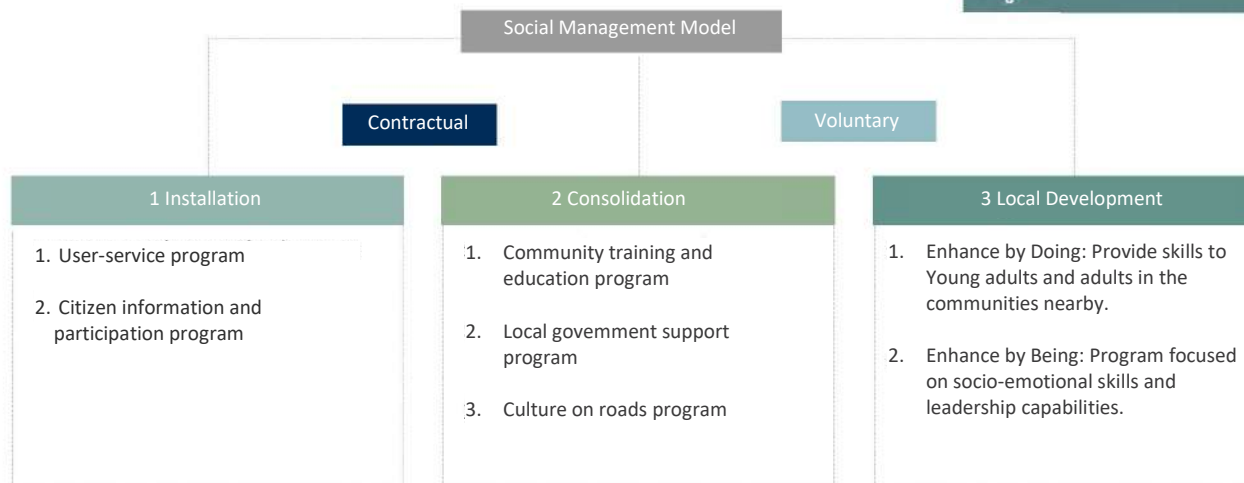 Social Management Model
Contractual
Voluntary
1 Installation
1. User-service program
2. Citizen information and
participation program
2 Consolidation
1. Community training and
education program
2. Local govemment support
program
3. Culture on roads program
3 Local Development
1. Enhance by Doing: Provide skills to
Young adults and adults in the
communities nearby.
2. Enhance by Being: Program focused
on socio-emotional skills and
leadership capabilities.